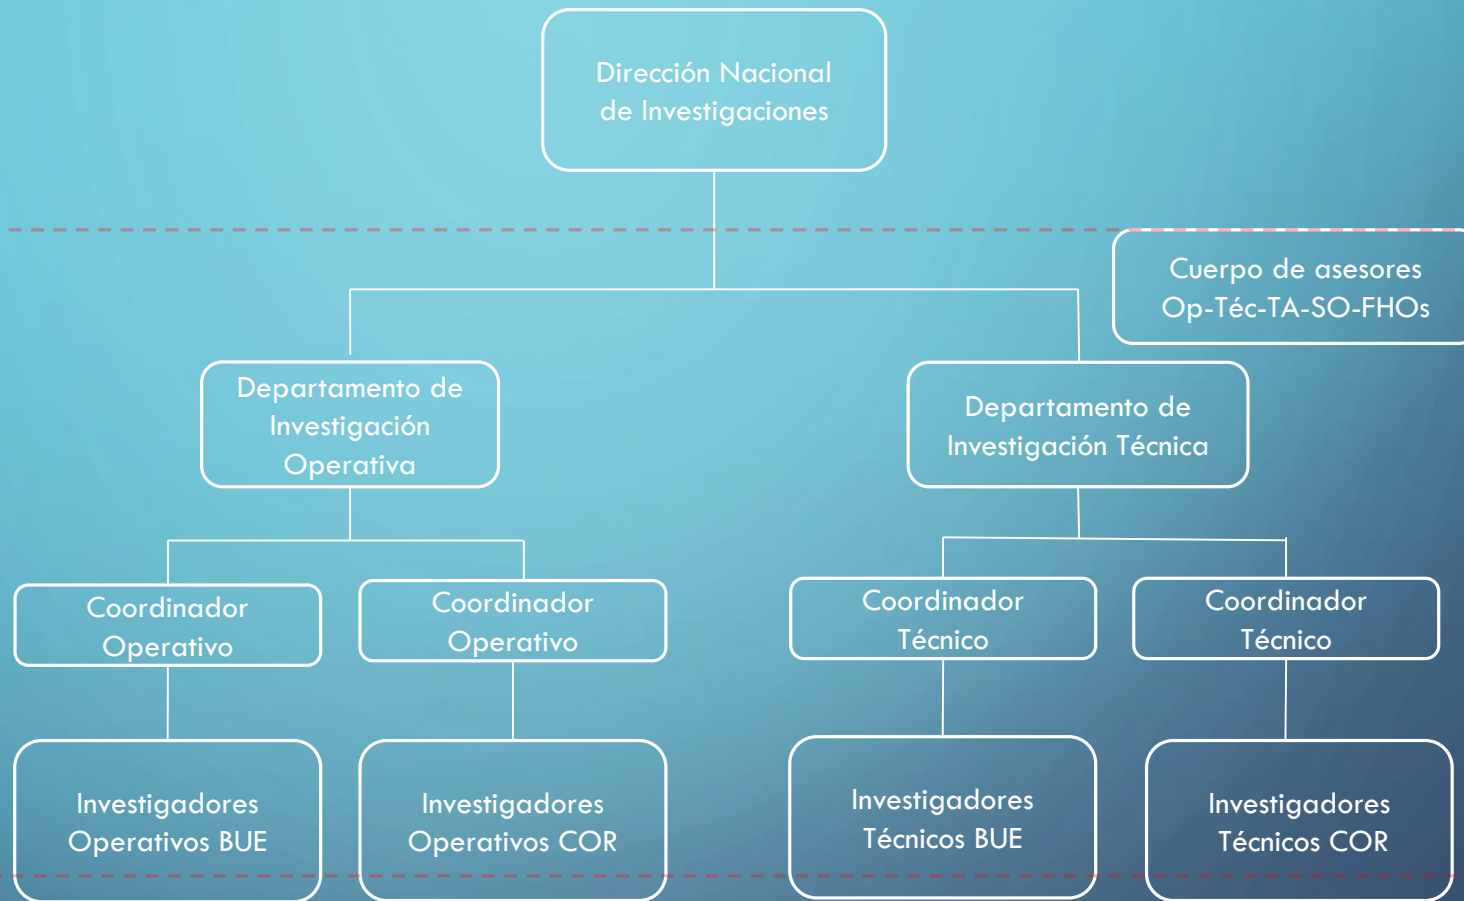 Dirección Nacional
de Investigaciones
Cuerpo de asesores
Op-Téc-TA-SO-FHOs
Departamento de
Investigación
Operativa
Departamento de
Investigación Técnica
Coordinador
Operativo
Coordinador
Operativo
Coordinador
Técnico
Coordinador
Técnico
Investigadores
Operativos BUE
Investigadores
Operativos COR
Investigadores
Técnicos BUE
Investigadores
Técnicos COR